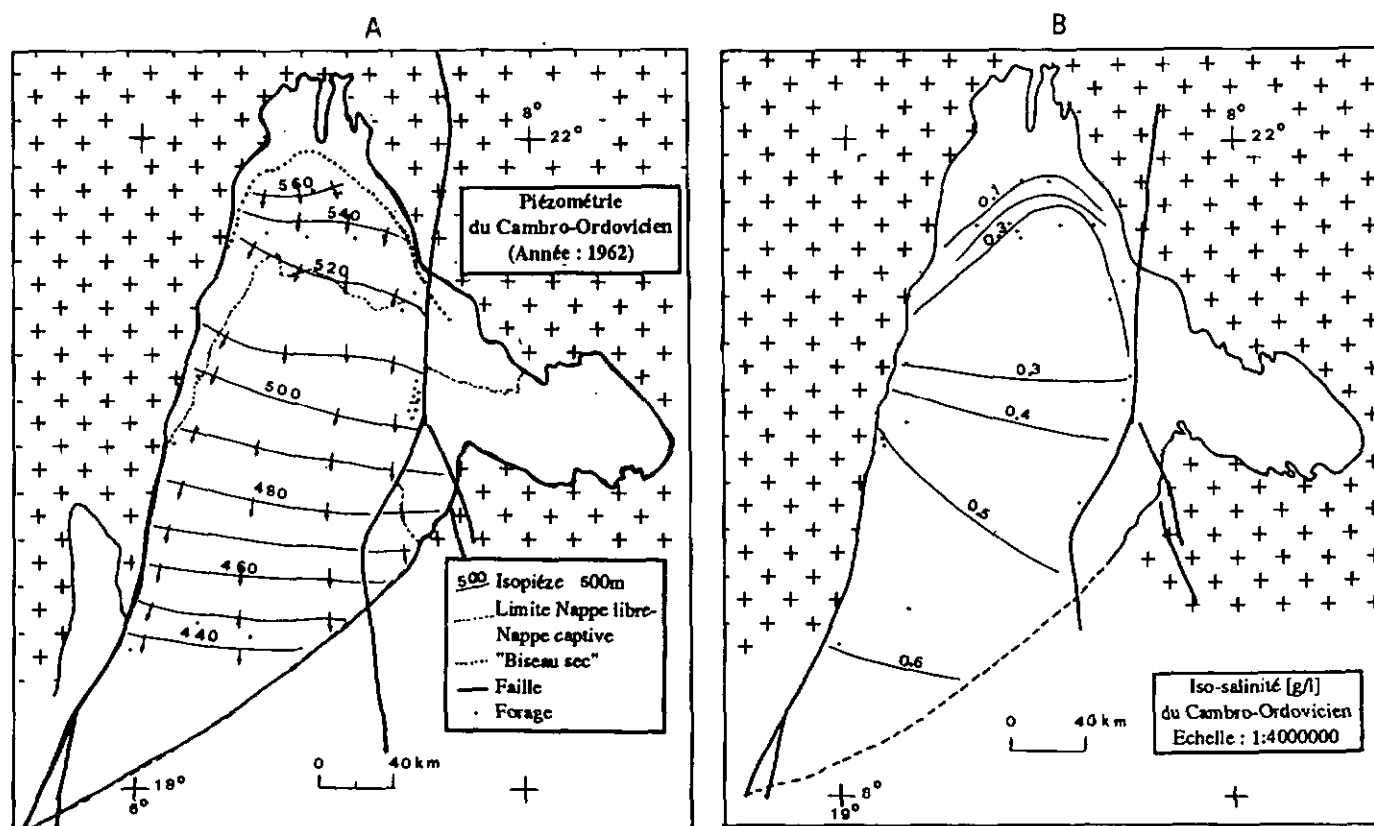 A
8°
22°
560
540
520
500
480
460
440
Piézométrie
du Cambro-Ordovicien
(Année : 1962)
500 Isopiéze 500m
Limite Nappe libre-
Nappe captive
"Biseau sec"
Faille
Forage
0 40 km
18°
6°
B
8°
22°
0.1
0.3
0.3
0.4
0.5
0.6
0 40 km
Iso-salinité [g/l]
du Cambro-Ordovicien
Echelle : 1:4000000
8°
19°